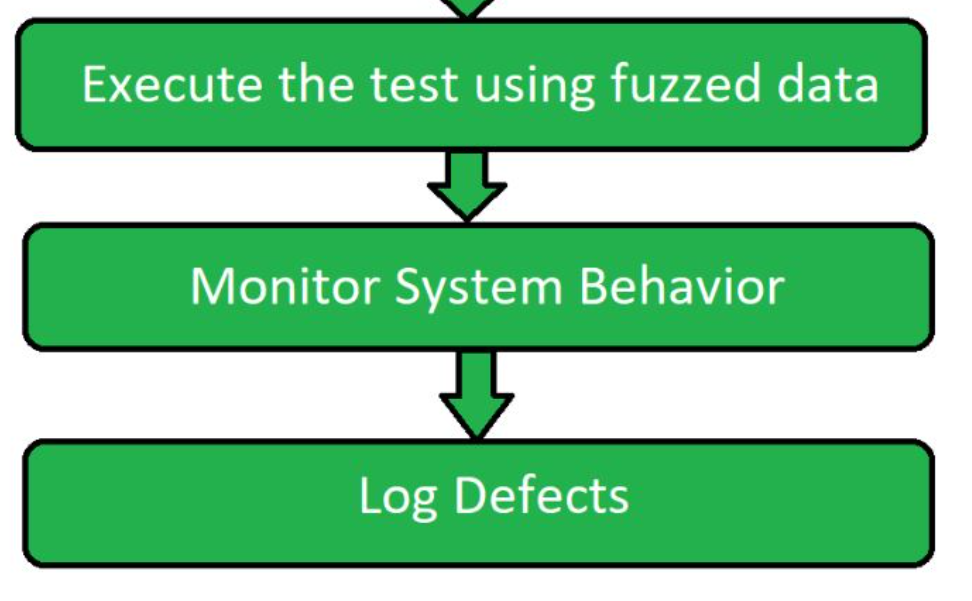 Execute the test using fuzzed data
Monitor System Behavior
Log Defects